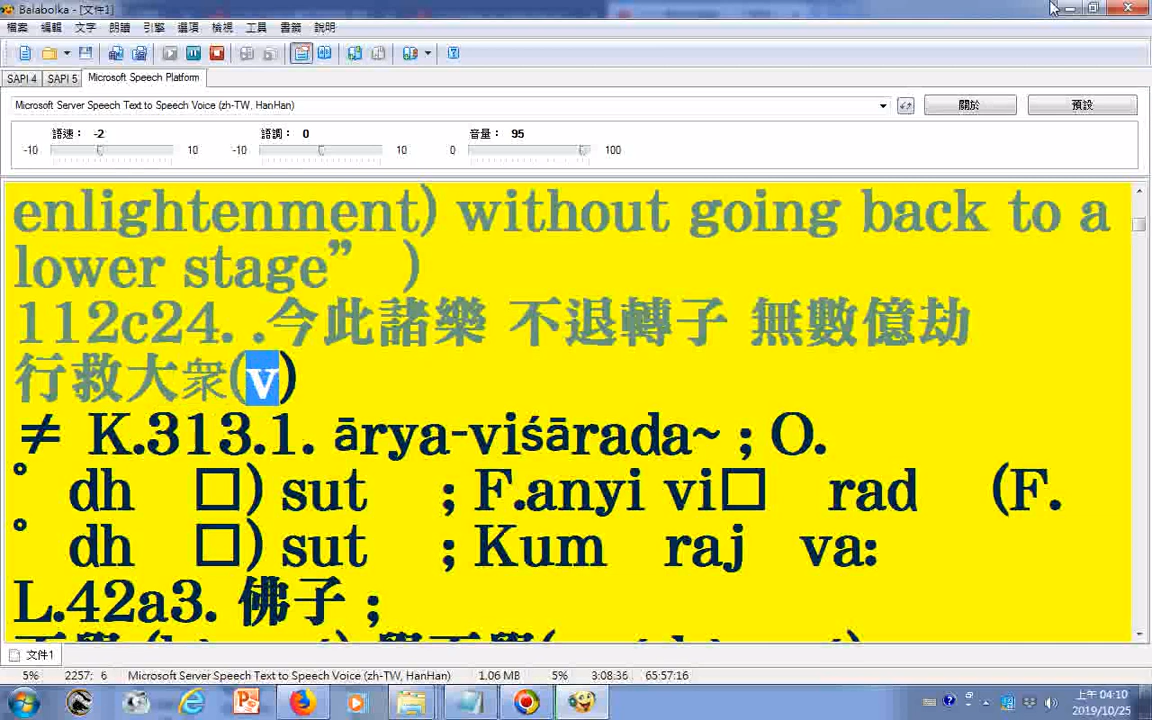 Balabolka - [文件1]
檔案 編輯 文字 朗讀 引擎 選項 檢視 工具 書籤 說明
SAPI 4 SAPI 5 Microsoft Speech Platform
Microsoft Server Speech Text to Speech Voice (zh-TW, HanHan) 關於 預設
語速： -2 語調： 0 音量： 95
-10 10 -10 10 0 100
enlightenment) without going back to a
lower stage” )
112c24. .今此諸樂 不退轉子 無數億劫
行救大衆(v)
≠ K.313.1. ārya-viśārada~ ; O.
° dh □) sut ; F.anyi vi□ rad (F.
° dh □) sut ; Kum raj va:
L.42a3. 佛子 ;
文件1
5% 2257: 6 Microsoft Server Speech Text to Speech Voice (zh-TW, HanHan) 1.06 MB 5% 3:08:36 65:57:16
上午 04:10
2019/10/25